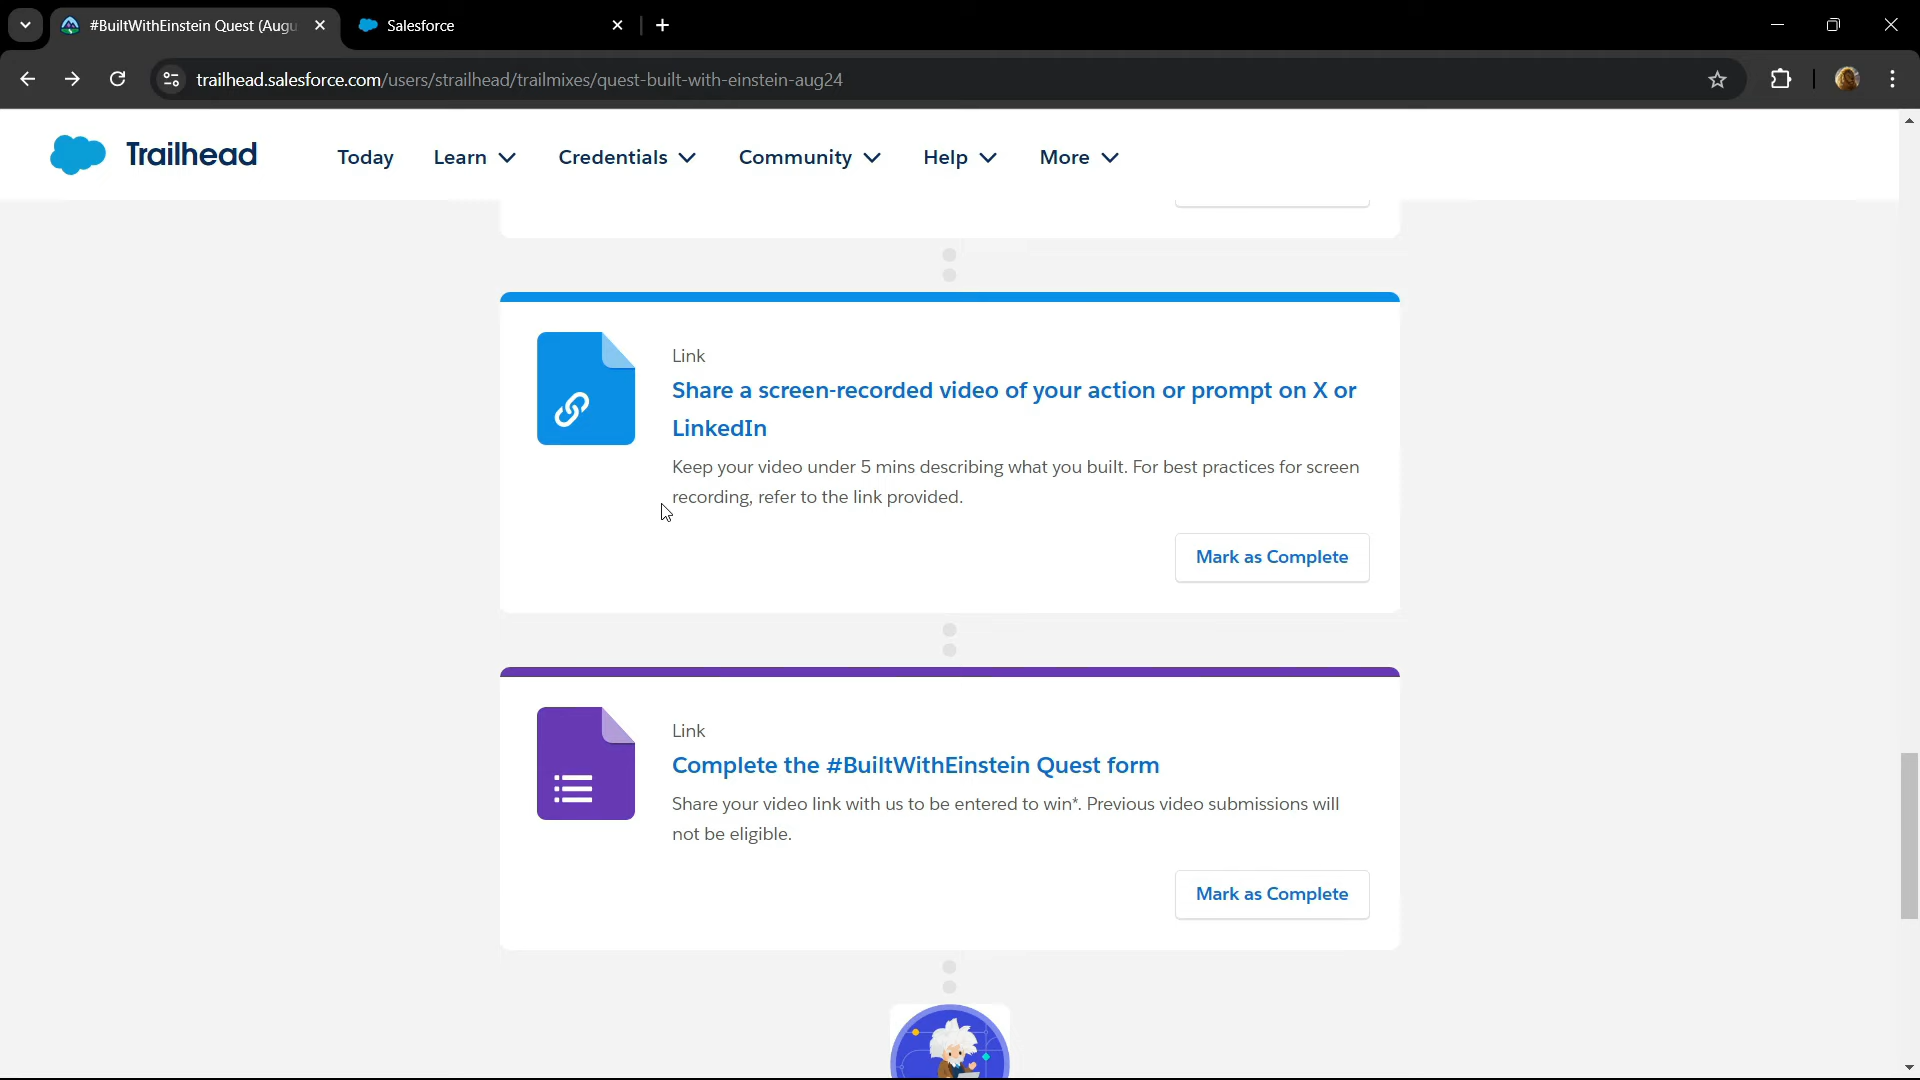 #BuiltWithEinstein Quest (Augu
Salesforce
trailhead.salesforce.com/users/strailhead/trailmixes/quest-built-with-einstein-aug24
Trailhead
Today
Learn
Credentials
Community
Help
More
Link
Share a screen-recorded video of your action or prompt on X or
LinkedIn
Keep your video under 5 mins describing what you built. For best practices for screen
recording, refer to the link provided.
Mark as Complete
Link
Complete the #BuiltWithEinstein Quest form
Share your video link with us to be entered to win*. Previous video submissions will
not be eligible.
Mark as Complete